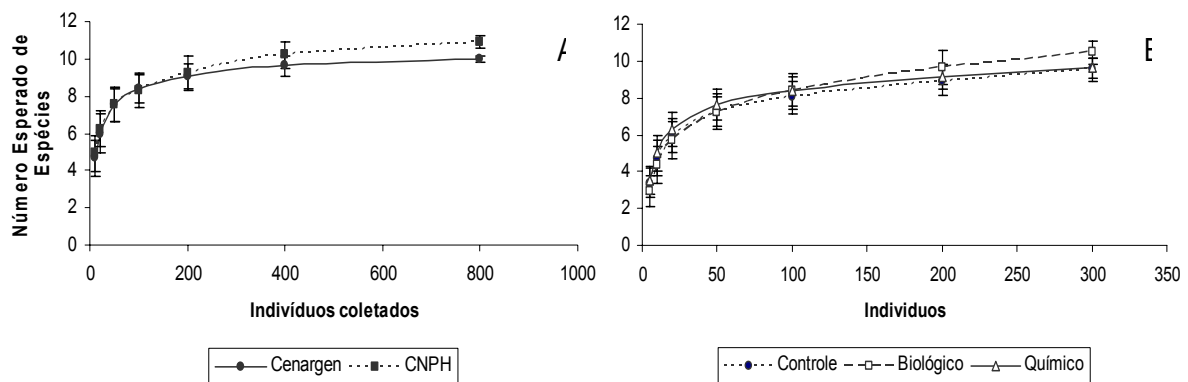 A
Número Esperado de
Espécies
12
10
8
6
4
2
0
0 200 400 600 800 1000
Indivíduos coletados
Cenargen CNPH
12
10
8
6
4
2
0
0 50 100 150 200 250 300 350
Individuos
Controle Biológico Químico